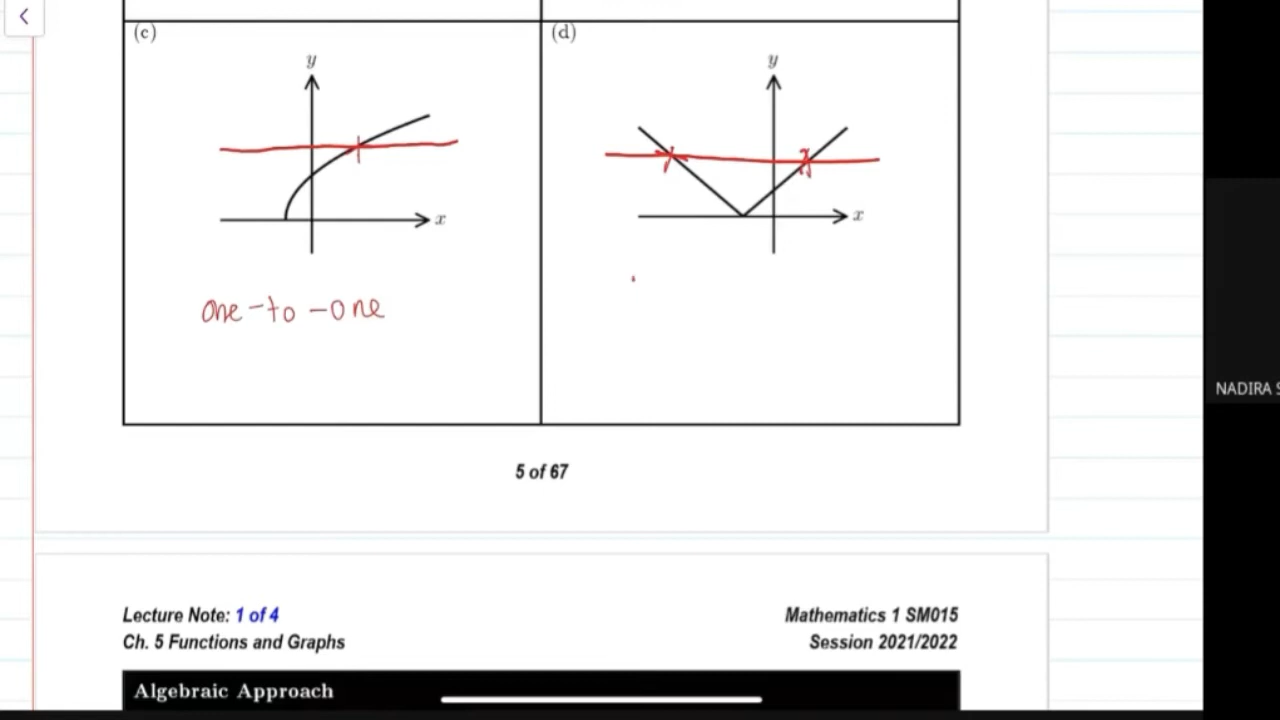 (c)
y
x
one-to-one
(d)
y
x
5 of 67
Lecture Note: 1 of 4
Mathematics 1 SM015
Ch. 5 Functions and Graphs
Session 2021/2022
Algebraic Approach
NADIRA S